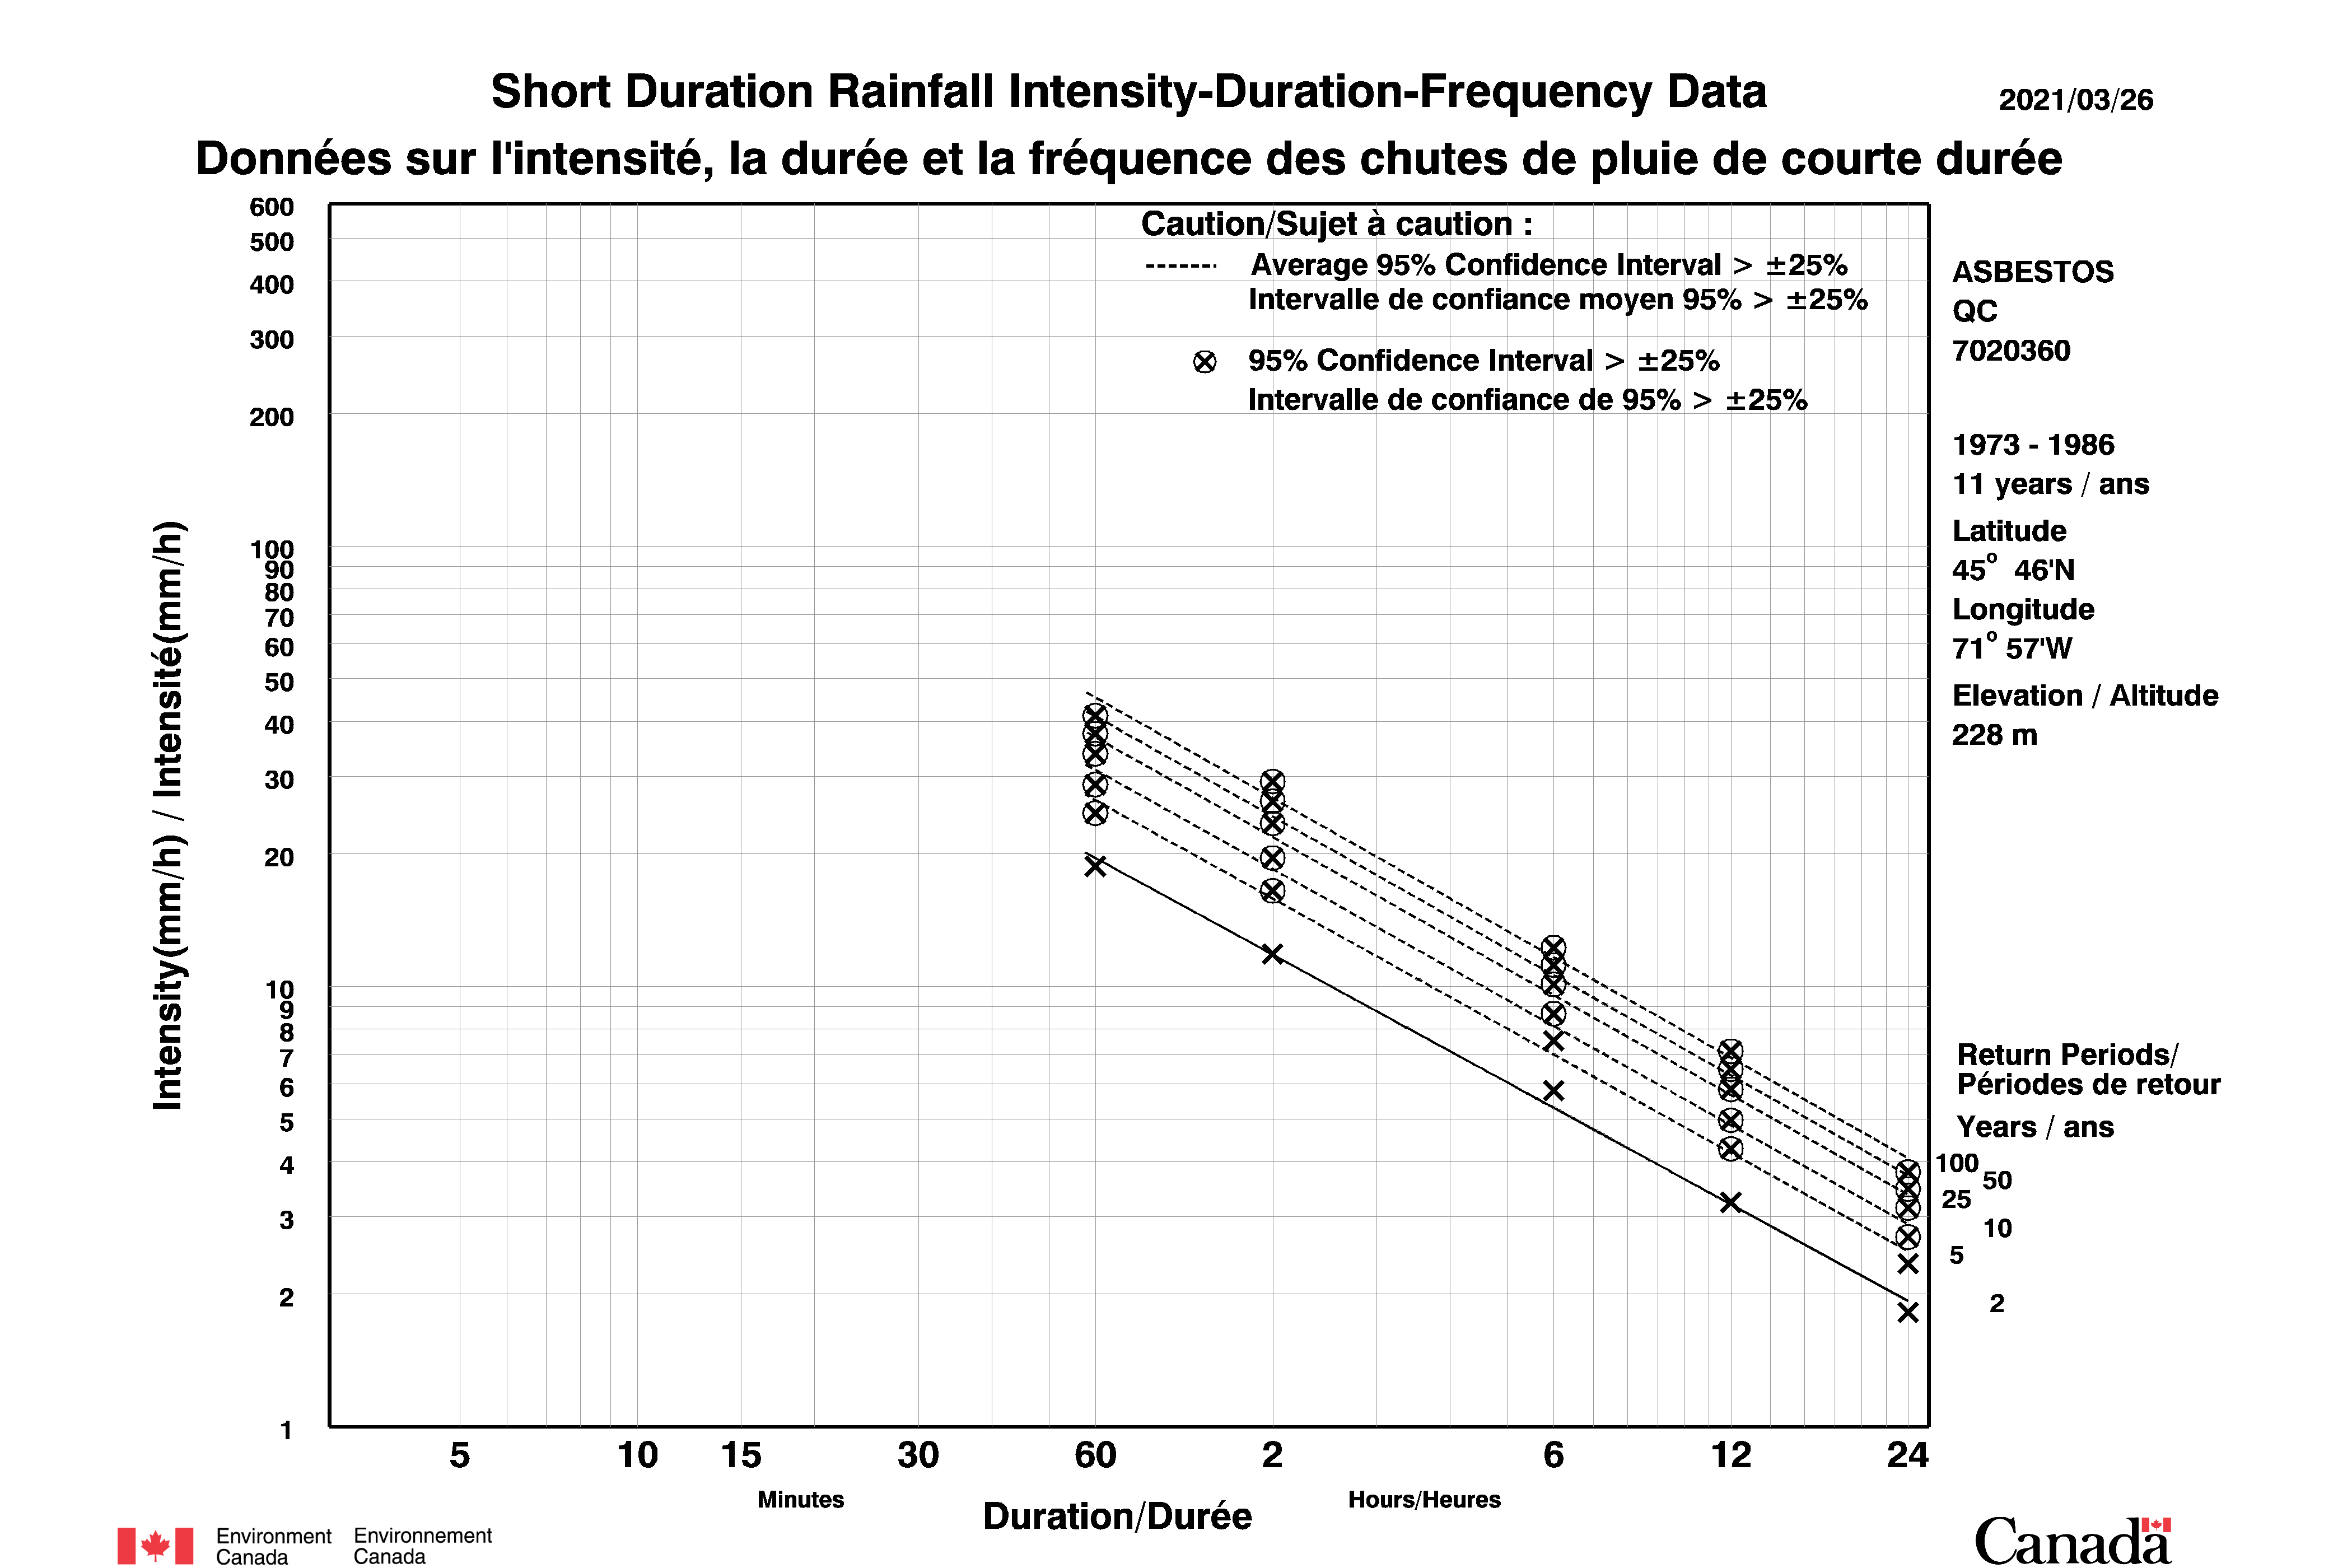 Short Duration Rainfall Intensity-Duration-Frequency Data
2021/03/26
Données sur l'intensité, la durée et la fréquence des chutes de pluie de courte durée
Caution/Sujet à caution :
Average 95% Confidence Interval > ±25%
Intervalle de confiance moyen 95% > ±25%
95% Confidence Interval > ±25%
Intervalle de confiance de 95% > ±25%
ASBESTOS
QC
7020360
1973 - 1986
11 years / ans
Latitude
45° 46'N
Longitude
71° 57'W
Elevation / Altitude
228 m
Return Periods/
Périodes de retour
Years / ans
100
50
25
10
5
2
Intensity(mm/h) / Intensité(mm/h)
600
500
400
300
200
100
90
80
70
60
50
40
30
20
10
9
8
7
6
5
4
3
2
1
5 10 15 30 60 2 6 12 24
Minutes
Hours/Heures
Duration/Durée
Environment Canada
Environnement Canada
Canada